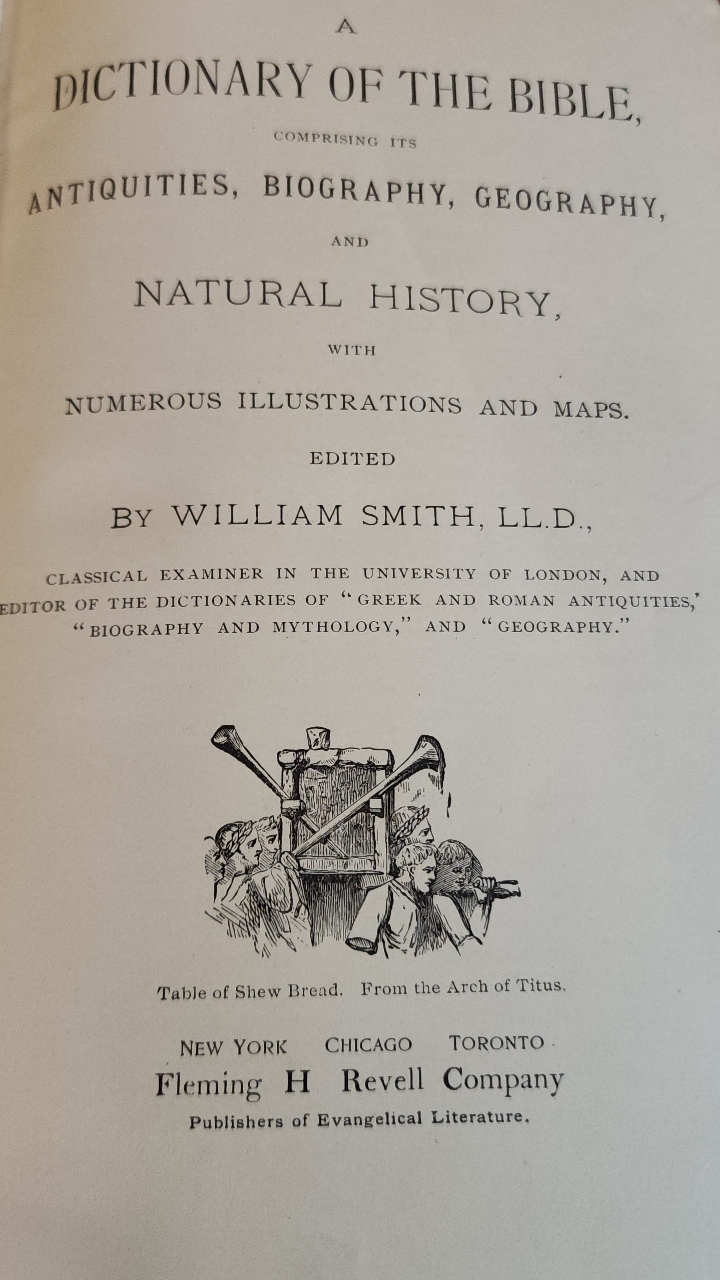 A
DICTIONARY OF THE BIBLE,
COMPRISING ITS
ANTIQUITIES, BIOGRAPHY, GEOGRAPHY,
AND
NATURAL HISTORY,
WITH
NUMEROUS ILLUSTRATIONS AND MAPS.
EDITED
BY WILLIAM SMITH, LL.D.,
CLASSICAL EXAMINER IN THE UNIVERSITY OF LONDON, AND
EDITOR OF THE DICTIONARIES OF “GREEK AND ROMAN ANTIQUITIES,’
“BIOGRAPHY AND MYTHOLOGY,” AND “GEOGRAPHY.”
Table of Shew Bread. From the Arch of Titus.
NEW YORK CHICAGO TORONTO
Fleming H Revell Company
Publishers of Evangelical Literature.